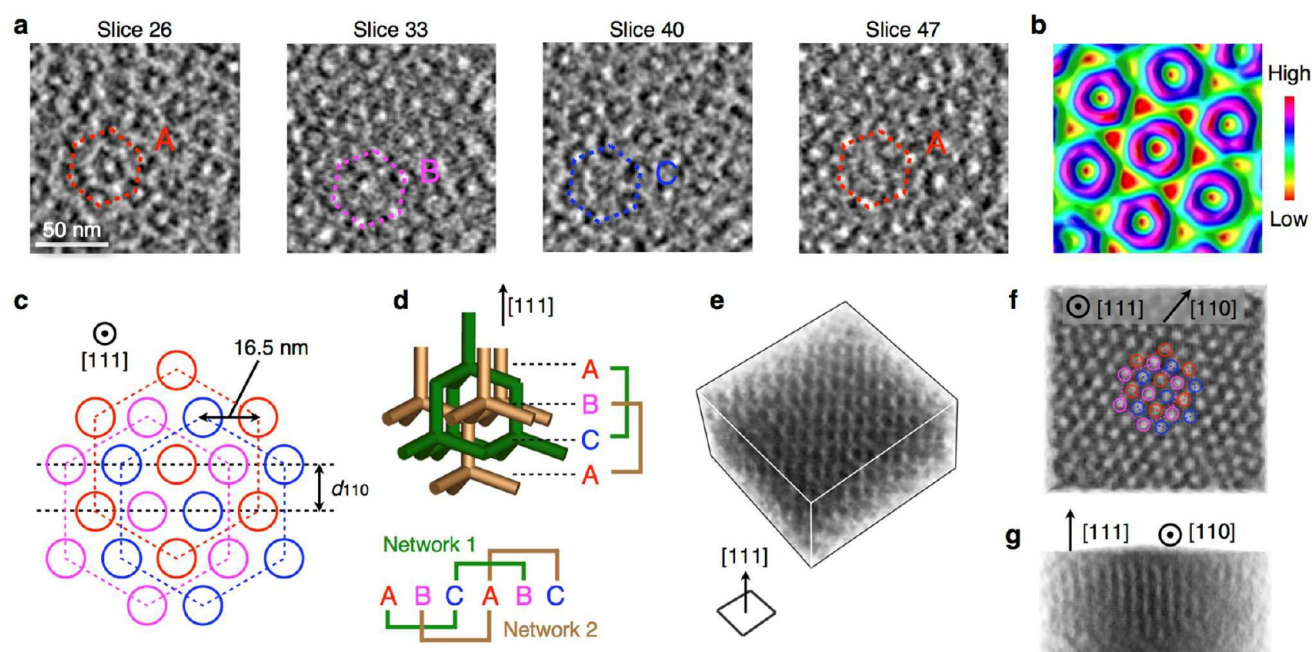 a
Slice 26
Slice 33
Slice 40
Slice 47
A
B
C
A
50 nm
b
High
Low
c
[111]
16.5 nm
d110
d
[111]
A
B
C
A
Network 1
A B C A B C
Network 2
e
[111]
f
[111]
[110]
g
[111]
[110]